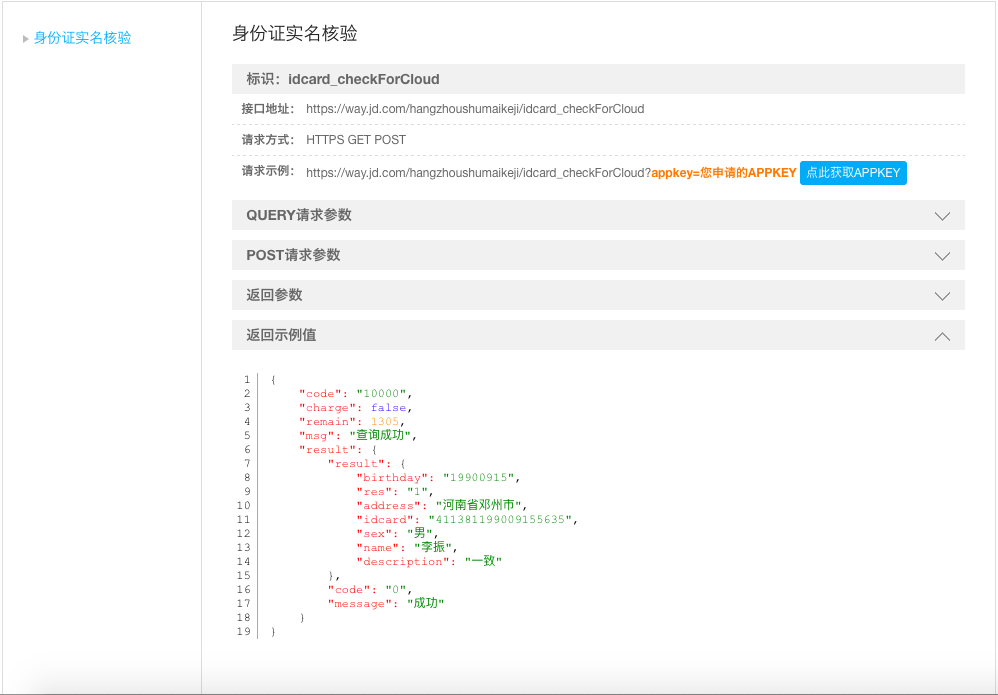 身份证实名核验
身份证实名核验
标识：idcard_checkForCloud
接口地址： https://way.jd.com/hangzhoushumaikeji/idcard_checkForCloud
请求方式： HTTPS GET POST
请求示例： https://way.jd.com/hangzhoushumaikeji/idcard_checkForCloud?appkey=您申请的APPKEY 点此获取APPKEY
QUERY请求参数
POST请求参数
返回参数
返回示例值
1 {
2 "code": "10000",
3 "charge": false,
4 "remain": 1305,
5 "msg": "查询成功",
6 "result": {
7 "result": {
8 "birthday": "19900915",
9 "res": "1",
10 "address": "河南省邓州市",
11 "idcard": "411381199009155635",
12 "sex": "男",
13 "name": "李振",
14 "description": "一致"
15 },
16 "code": "0",
17 "message": "成功"
18 }
19 }